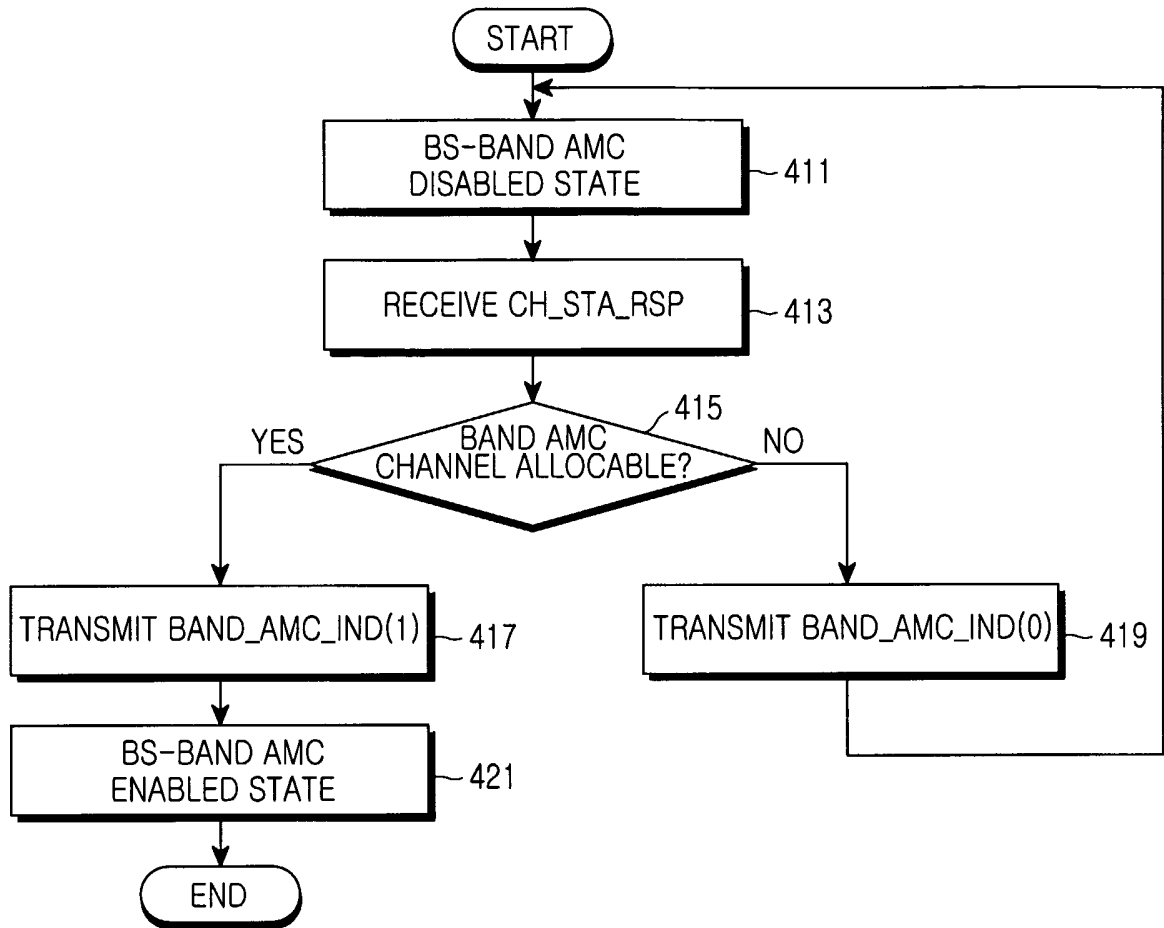 START
BS-BAND AMC
DISABLED STATE
411
RECEIVE CH_STA_RSP
413
415
YES
BAND AMC
CHANNEL ALLOCABLE?
NO
TRANSMIT BAND_AMC_IND(1)
417
TRANSMIT BAND_AMC_IND(0)
419
BS-BAND AMC
ENABLED STATE
421
END